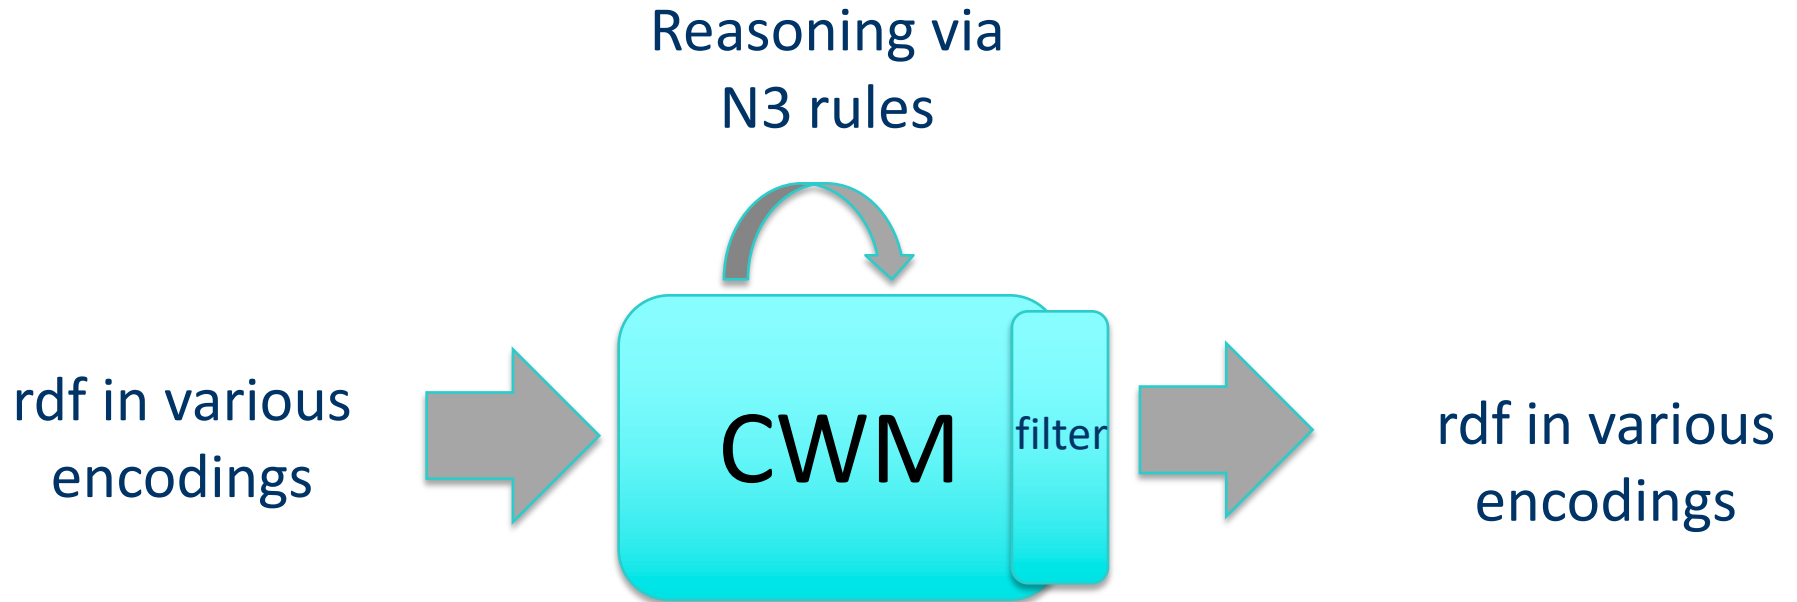 Reasoning via
N3 rules
rdf in various
encodings
CWM
filter
rdf in various
encodings